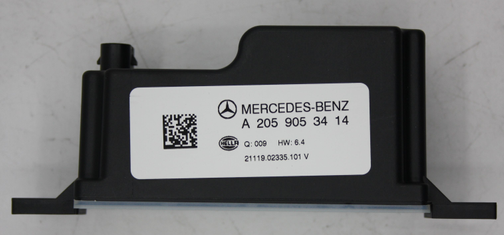 MERCEDES-BENZ
A 205 905 34 14
HELLA Q: 009 HW: 6.4
21119.02335.101 V